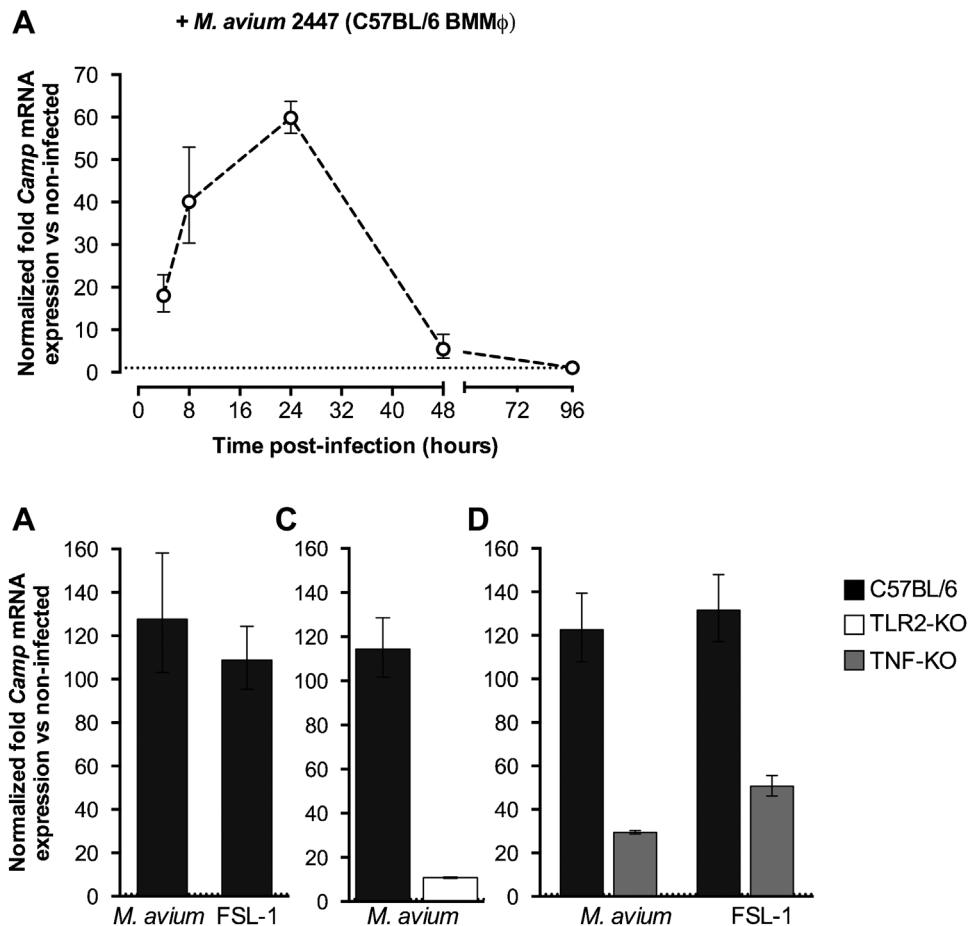 A
+ M. avium 2447 (C57BL/6 BMMϕ)
Normalized fold Camp mRNA
expression vs non-infected
70
60
50
40
30
20
10
0
0 8 16 24 32 40 48 72 96
Time post-infection (hours)
A
Normalized fold Camp mRNA
expression vs non-infected
160
140
120
100
80
60
40
20
0
M. avium FSL-1
C
160
140
120
100
80
60
40
20
0
M. avium
D
160
140
120
100
80
60
40
20
0
M. avium FSL-1
C57BL/6
TLR2-KO
TNF-KO